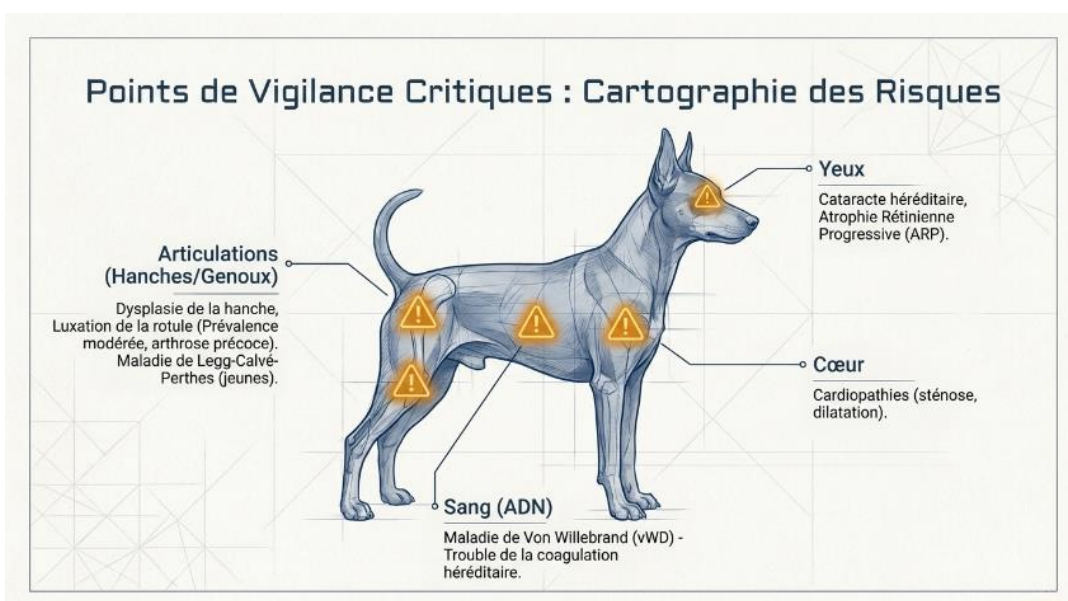 Points de Vigilance Critiques : Cartographie des Risques
Yeux
Cataracte héréditaire,
Atrophie Rétinienne
Progressive (ARP).
Articulations
(Hanches/Genoux)
Dysplasie de la hanche,
Luxation de la rotule (Prévalence
modérée, arthrose précoce).
Maladie de Legg-Calvé-
Perthes (jeunes).
Cœur
Cardiopathies (sténose,
dilatation).
Sang (ADN)
Maladie de Von Willebrand (vWD) -
Trouble de la coagulation
héréditaire.